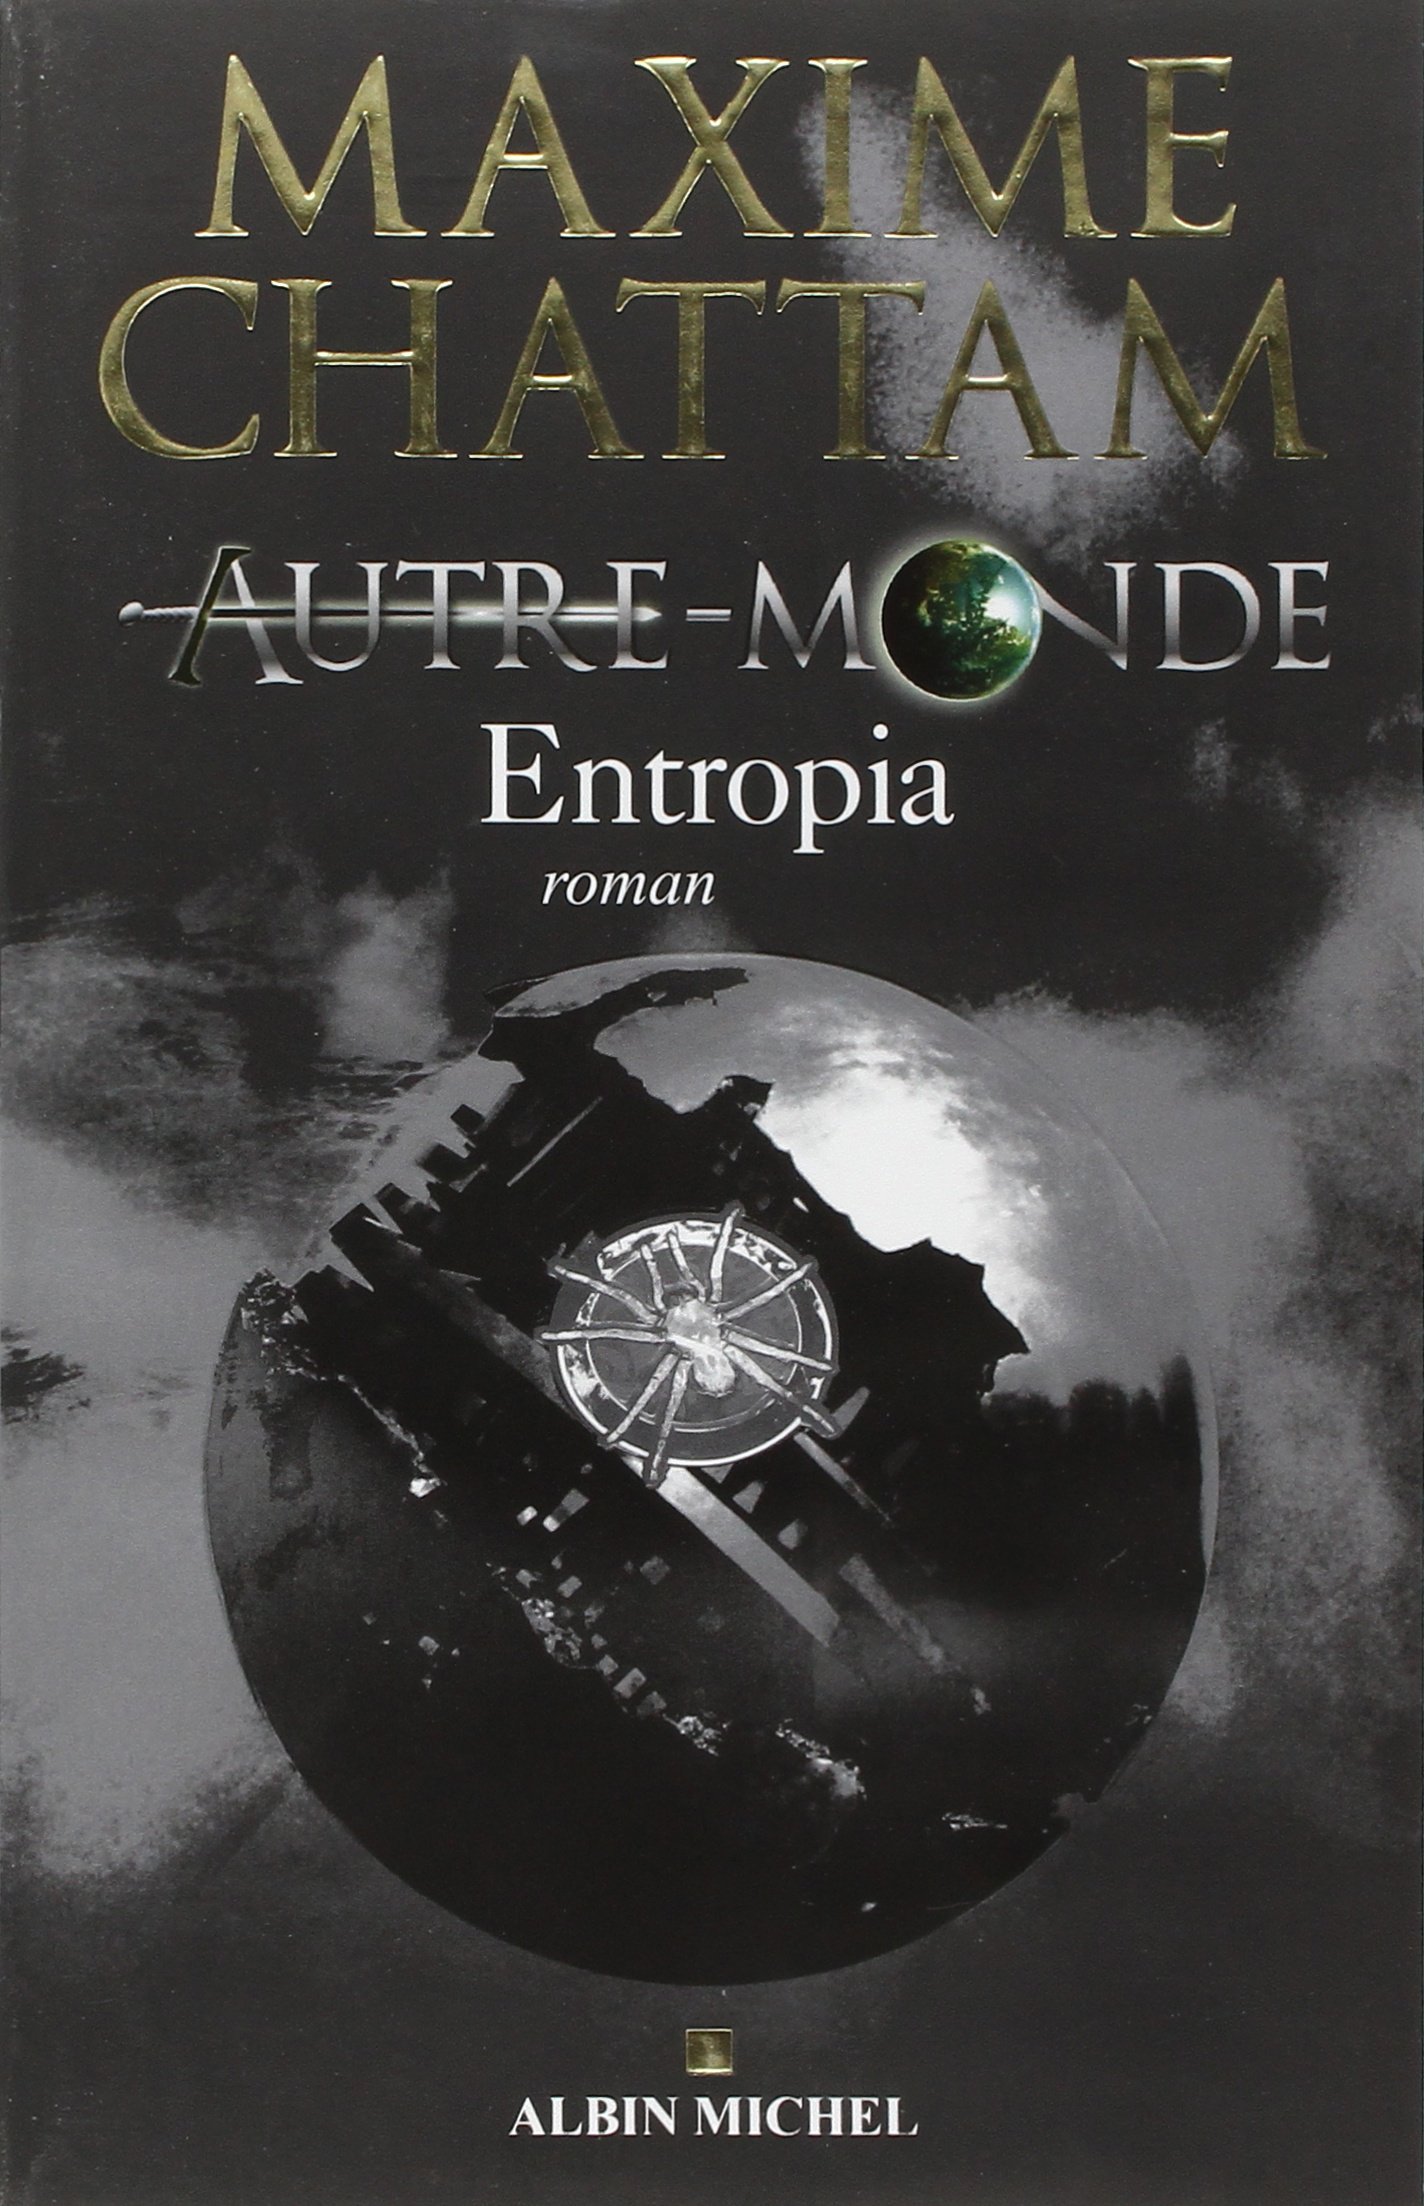 MAXIME
CHATTAM
AUTRE-MONDE
Entropia
roman
ALBIN MICHEL